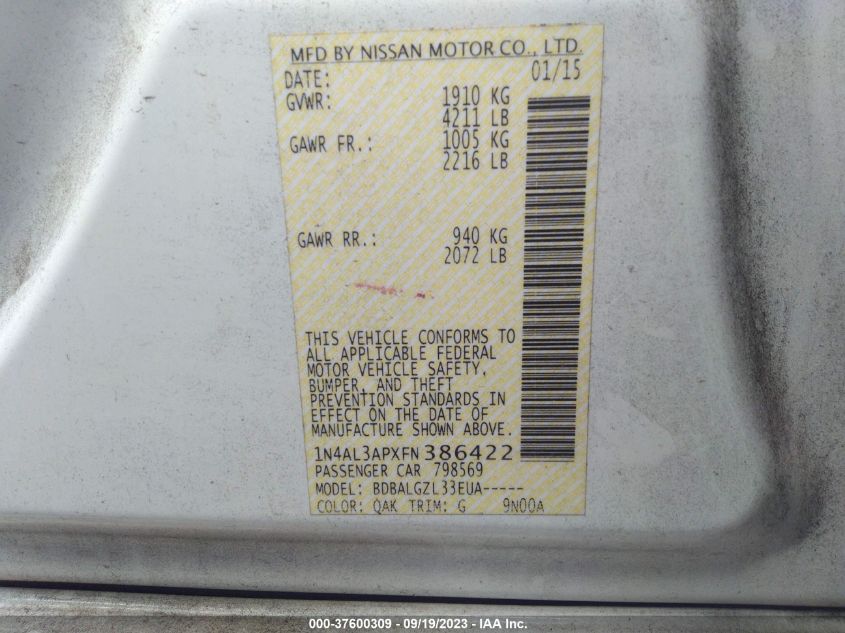 MFD BY NISSAN MOTOR CO., LTD.
DATE: 01/15
GVWR: 1910 KG
4211 LB
GAWR FR.: 1005 KG
2216 LB
GAWR RR.: 940 KG
2072 LB
THIS VEHICLE CONFORMS TO
ALL APPLICABLE FEDERAL
MOTOR VEHICLE SAFETY,
BUMPER, AND THEFT
PREVENTION STANDARDS IN
EFFECT ON THE DATE OF
MANUFACTURE SHOWN ABOVE.
1N4AL3APXFN386422
PASSENGER CAR 798569
MODEL: BDBALGZL33EUA-----
COLOR: QAK TRIM: G 9N00A
000-37600309 - 09/19/2023 - IAA Inc.